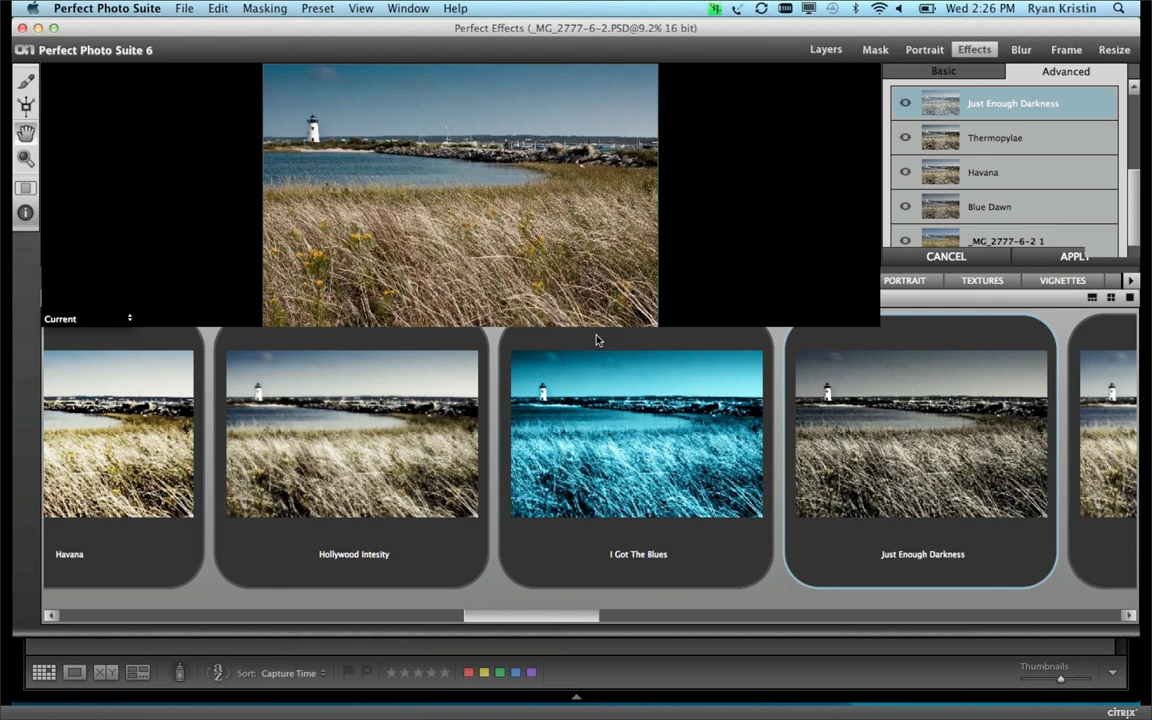 Perfect Photo Suite File Edit Masking Preset View Window Help Wed 2:26 PM Ryan Kristin
Perfect Effects (_MG_2777-6-2.PSD@9.2% 16 bit)
on Perfect Photo Suite 6 Layers Mask Portrait Effects Blur Frame Resize
Basic Advanced
Just Enough Darkness
Thermopylae
Havana
Blue Dawn
_MG_2777-6-2 1
CANCEL APPLY
PORTRAIT TEXTURES VIGNETTES
Current
Havana Hollywood Intesity I Got The Blues Just Enough Darkness
XY Sort: Capture Time Thumbnails
CITRIX